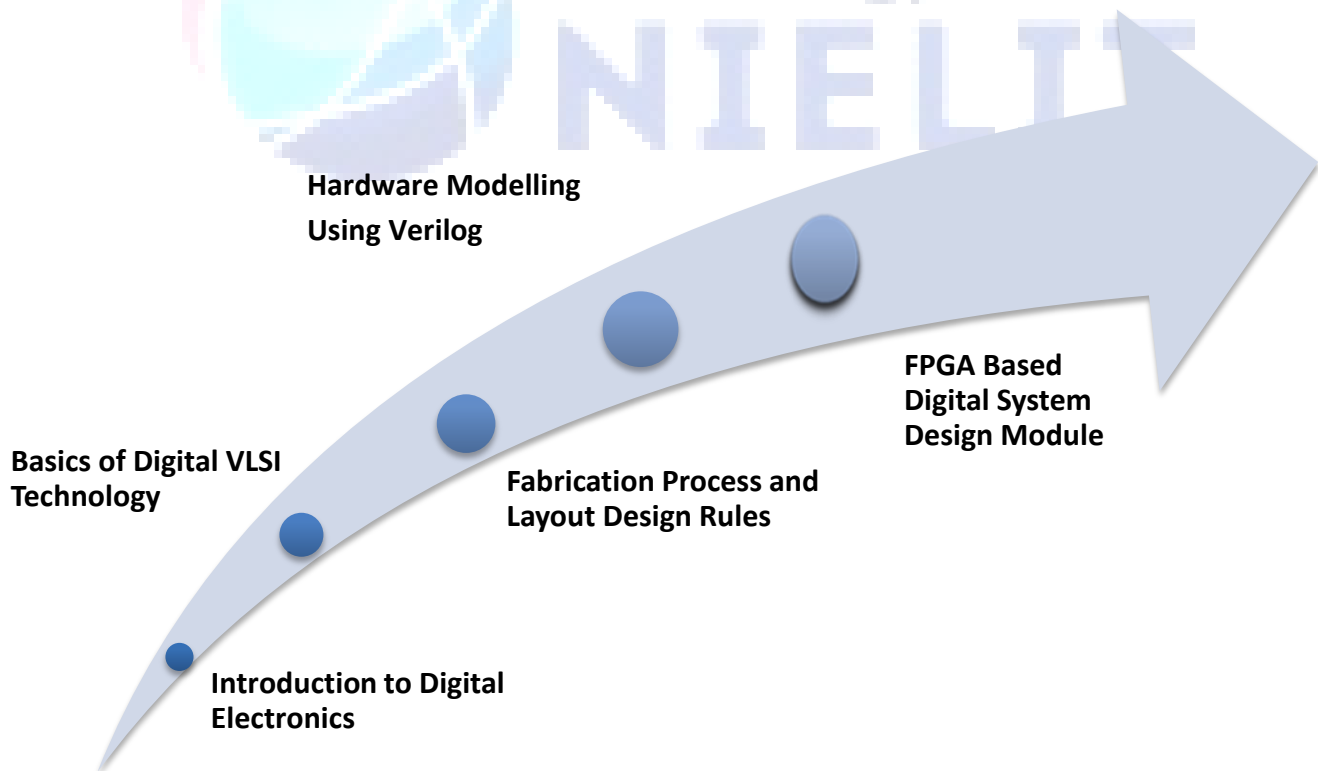 NIELIT
Hardware Modelling
Using Verilog
FPGA Based
Digital System
Design Module
Basics of Digital VLSI
Technology
Fabrication Process and
Layout Design Rules
Introduction to Digital
Electronics